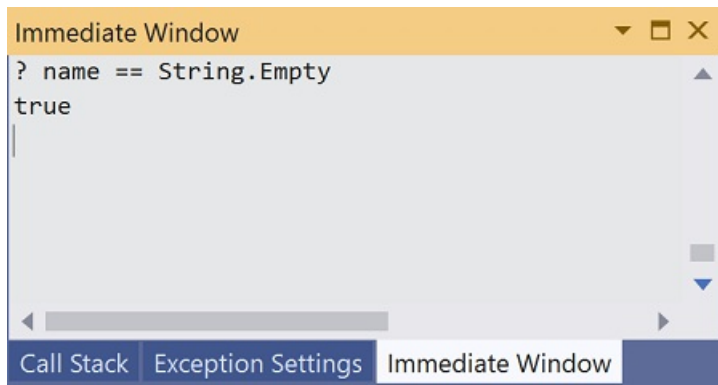 Immediate Window
? name == String.Empty
true
Call Stack Exception Settings Immediate Window